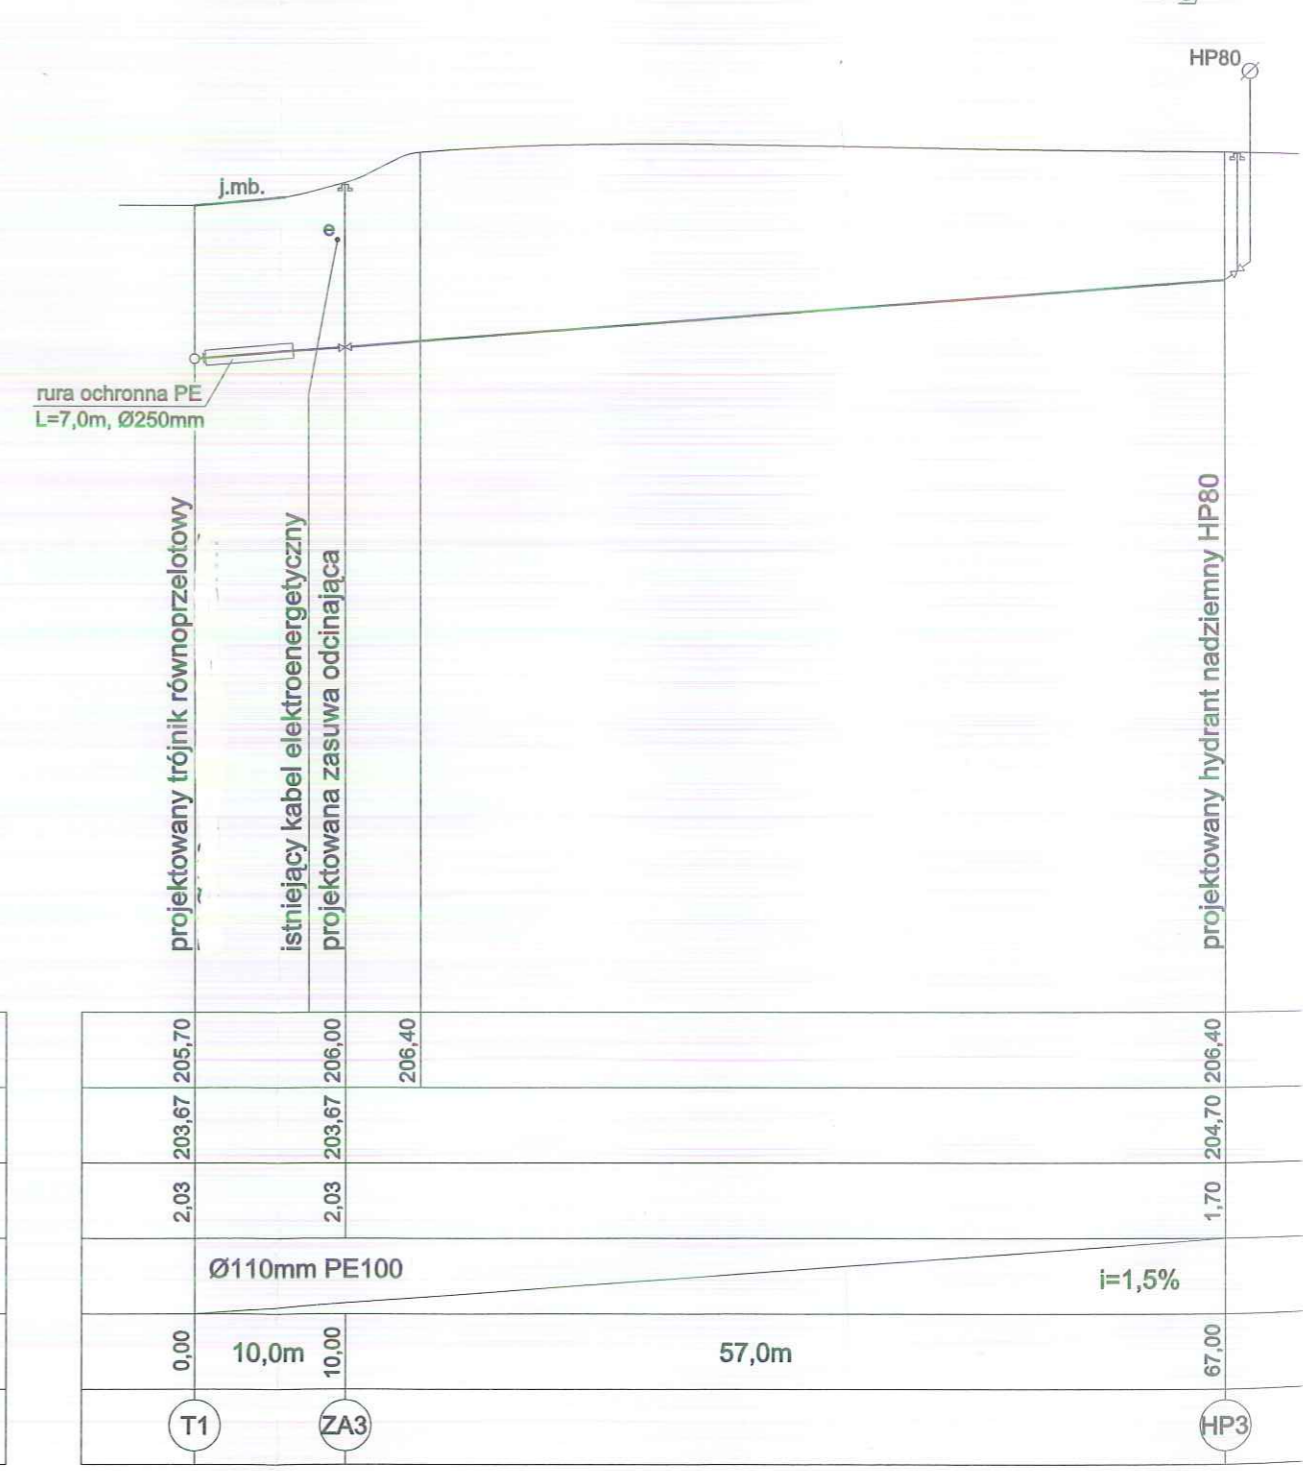 HP80
j.mb.
e
rura ochronna PE
L=7,0m, Ø250mm
projektowany trójnik równoprzelotowy
istniejący kabel elektroenergetyczny
projektowana zasuwa odcinająca
projektowany hydrant nadziemny HP80
205,70 206,00 206,40 206,40
203,67 203,67 204,70
2,03 2,03 1,70
Ø110mm PE100
i=1,5%
0,00 10,0m 10,00 57,0m 67,00
T1 ZA3 HP3